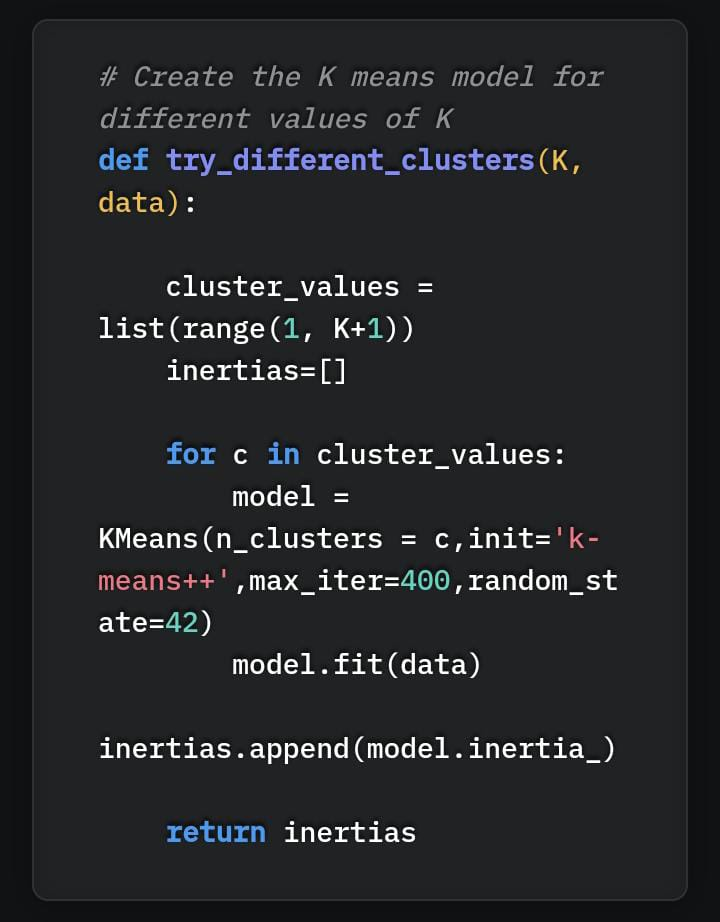 # Create the K means model for
different values of K
def try_different_clusters(K,
data):
cluster_values =
list(range(1, K+1))
inertias=[]
for c in cluster_values:
model =
KMeans(n_clusters = c,init='k-
means++',max_iter=400,random_st
ate=42)
model.fit(data)
inertias.append(model.inertia_)
return inertias